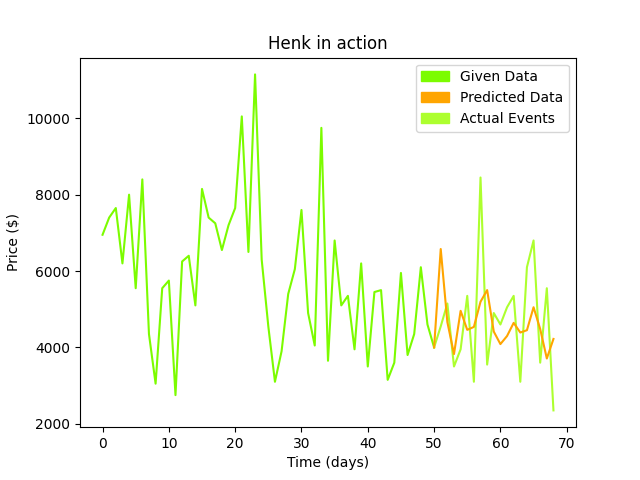 Henk in action
Given Data
Predicted Data
Actual Events
Price ($)
10000
8000
6000
4000
2000
0 10 20 30 40 50 60 70
Time (days)